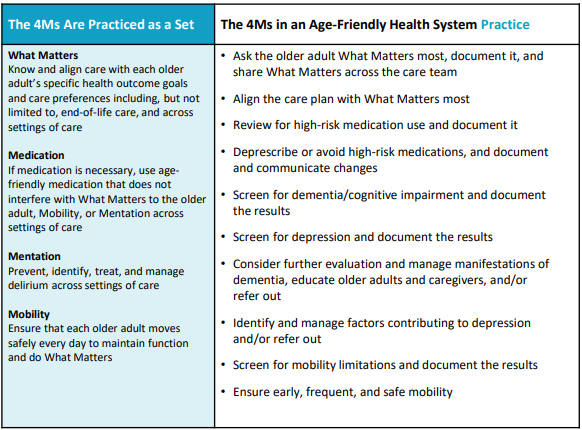 The 4Ms Are Practiced as a Set
The 4Ms in an Age-Friendly Health System Practice
What Matters
Know and align care with each older
adult's specific health outcome goals
and care preferences including, but not
limited to, end-of-life care, and across
settings of care
Medication
If medication is necessary, use age-
friendly medication that does not
interfere with What Matters to the older
adult, Mobility, or Mentation across
settings of care
Mentation
Prevent, identify, treat, and manage
delirium across settings of care
Mobility
Ensure that each older adult moves
safely every day to maintain function
and do What Matters
• Ask the older adult What Matters most, document it, and
share What Matters across the care team
• Align the care plan with What Matters most
• Review for high-risk medication use and document it
• Deprescribe or avoid high-risk medications, and document
and communicate changes
• Screen for dementia/cognitive impairment and document
the results
• Screen for depression and document the results
• Consider further evaluation and manage manifestations of
dementia, educate older adults and caregivers, and/or
refer out
• Identify and manage factors contributing to depression
and/or refer out
• Screen for mobility limitations and document the results
• Ensure early, frequent, and safe mobility